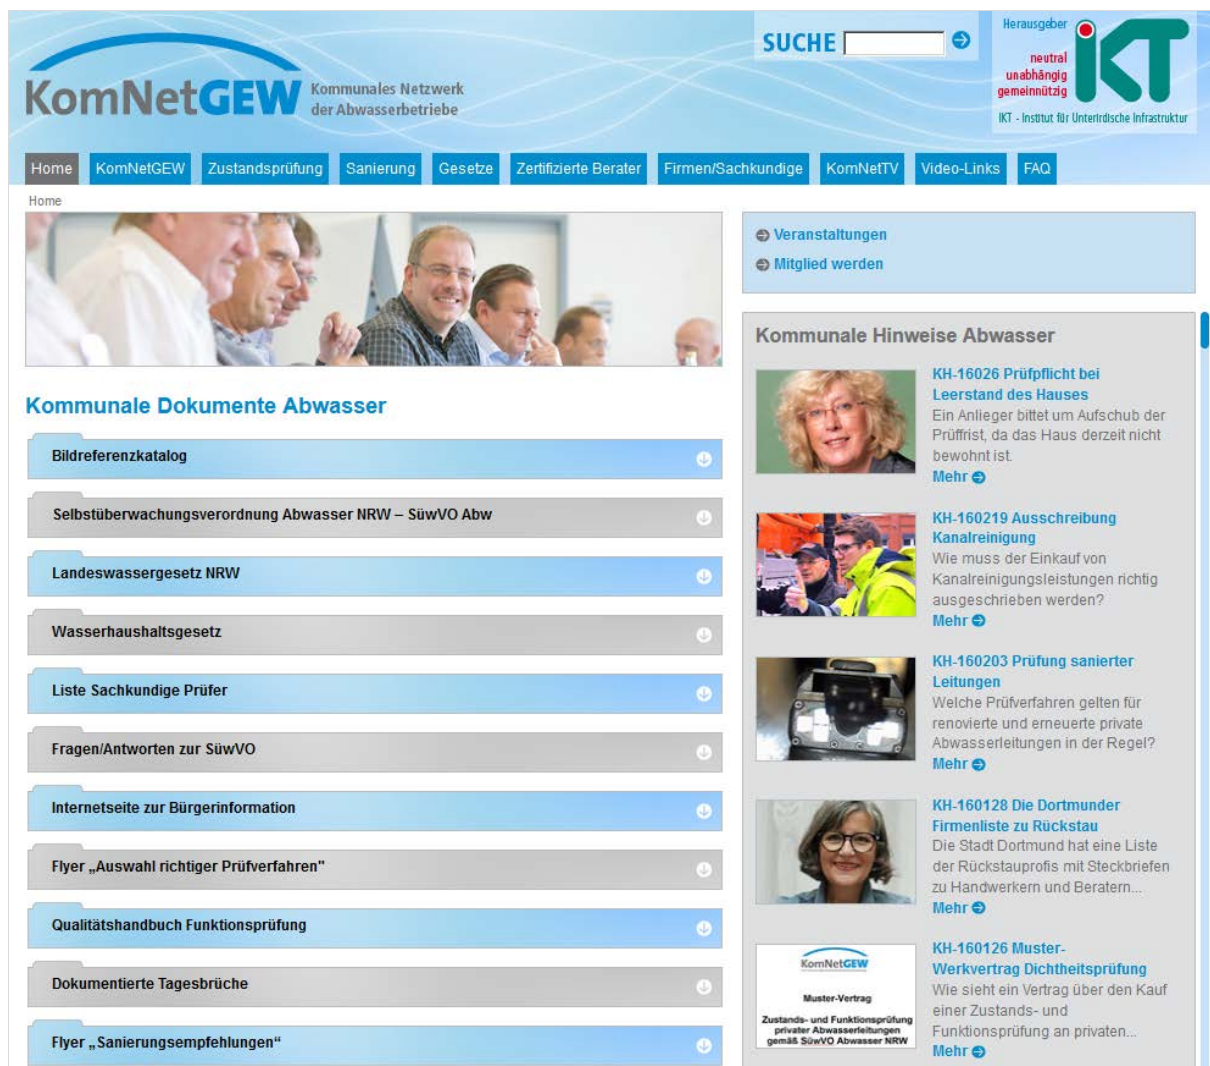 SUCHE
Herausgeber
neutral
unabhängig
gemeinnützig
iKT
IKT - Institut für Unterirdische Infrastruktur
KomNetGEW
Kommunales Netzwerk
der Abwasserbetriebe
Home KomNetGEW Zustandsprüfung Sanierung Gesetze Zertifizierte Berater Firmen/Sachkundige KomNetTV Video-Links FAQ
Home
Kommunale Dokumente Abwasser
Bildreferenzkatalog
Selbstüberwachungsverordnung Abwasser NRW – SüwVO Abw
Landeswassergesetz NRW
Wasserhaushaltsgesetz
Liste Sachkundige Prüfer
Fragen/Antworten zur SüwVO
Internetseite zur Bürgerinformation
Flyer „Auswahl richtiger Prüfverfahren"
Qualitätshandbuch Funktionsprüfung
Dokumentierte Tagesbrüche
Flyer „Sanierungsempfehlungen“
Veranstaltungen
Mitglied werden
Kommunale Hinweise Abwasser
KH-16026 Prüfpflicht bei
Leerstand des Hauses
Ein Anlieger bittet um Aufschub der
Prüffrist, da das Haus derzeit nicht
bewohnt ist.
Mehr
KH-160219 Ausschreibung
Kanalreinigung
Wie muss der Einkauf von
Kanalreinigungsleistungen richtig
ausgeschrieben werden?
Mehr
KH-160203 Prüfung sanierter
Leitungen
Welche Prüfverfahren gelten für
renovierte und erneuerte private
Abwasserleitungen in der Regel?
Mehr
KH-160128 Die Dortmunder
Firmenliste zu Rückstau
Die Stadt Dortmund hat eine Liste
der Rückstauprofis mit Steckbriefen
zu Handwerkern und Beratern...
Mehr
KomNetGEW
Muster-Vertrag
Zustands- und Funktionsprüfung
privater Abwasserleitungen
gemäß SüwVO Abwasser NRW
KH-160126 Muster-
Werkvertrag Dichtheitsprüfung
Wie sieht ein Vertrag über den Kauf
einer Zustands- und
Funktionsprüfung an privaten...
Mehr